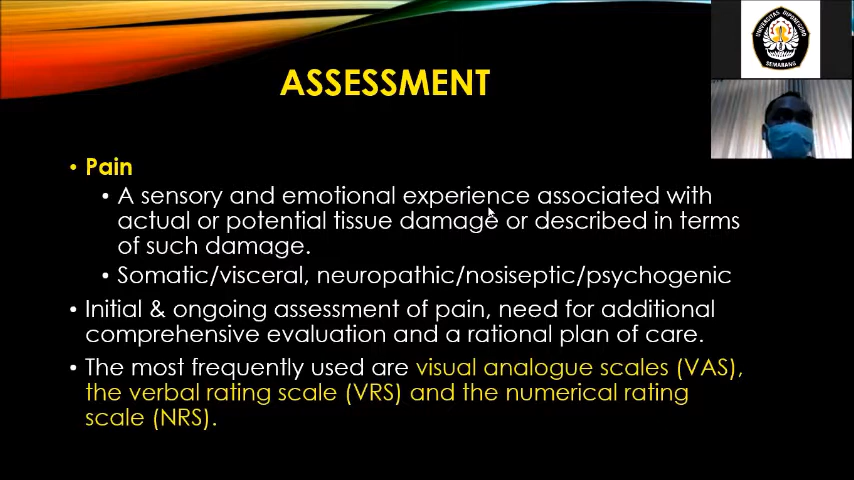 ASSESSMENT
UNIVERSITAS DIPONEGORO
SEMARANG
• Pain
• A sensory and emotional experience associated with
actual or potential tissue damage or described in terms
of such damage.
• Somatic/visceral, neuropathic/nosiseptic/psychogenic
• Initial & ongoing assessment of pain, need for additional
comprehensive evaluation and a rational plan of care.
• The most frequently used are visual analogue scales (VAS),
the verbal rating scale (VRS) and the numerical rating
scale (NRS).